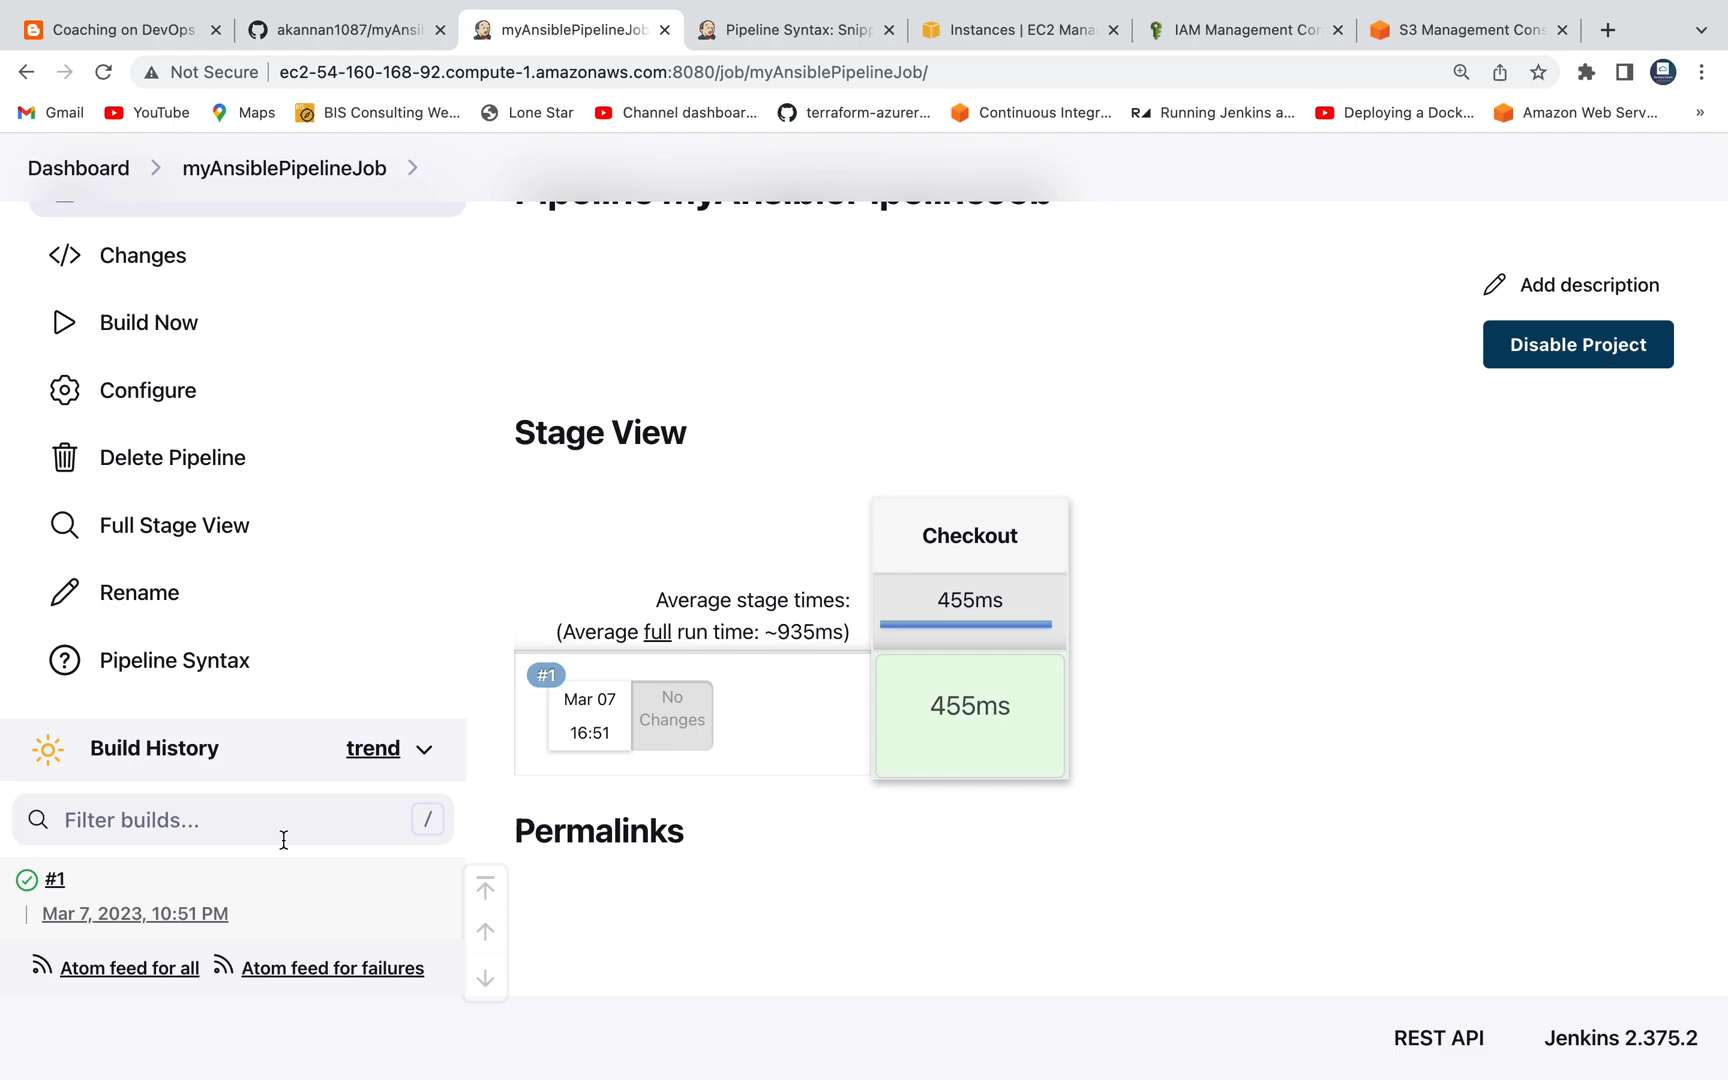 Coaching on DevOps
akannan1087/myAnsil
myAnsiblePipelineJob
Pipeline Syntax: Snipp
Instances | EC2 Mana
IAM Management Con
S3 Management Cons
Not Secure
ec2-54-160-168-92.compute-1.amazonaws.com:8080/job/myAnsiblePipelineJob/
Gmail
YouTube
Maps
BIS Consulting We...
Lone Star
Channel dashboar...
terraform-azurer...
Continuous Integr...
Running Jenkins a...
Deploying a Dock...
Amazon Web Serv...
»
Dashboard
myAnsiblePipelineJob
Pipeline myAnsiblePipelineJob
Changes
Build Now
Configure
Delete Pipeline
Full Stage View
Rename
Pipeline Syntax
Add description
Disable Project
Stage View
Checkout
Average stage times:
(Average full run time: ~935ms)
455ms
#1
Mar 07
16:51
No
Changes
455ms
Permalinks
Build History
trend
Filter builds...
/
#1
Mar 7, 2023, 10:51 PM
Atom feed for all
Atom feed for failures
REST API
Jenkins 2.375.2